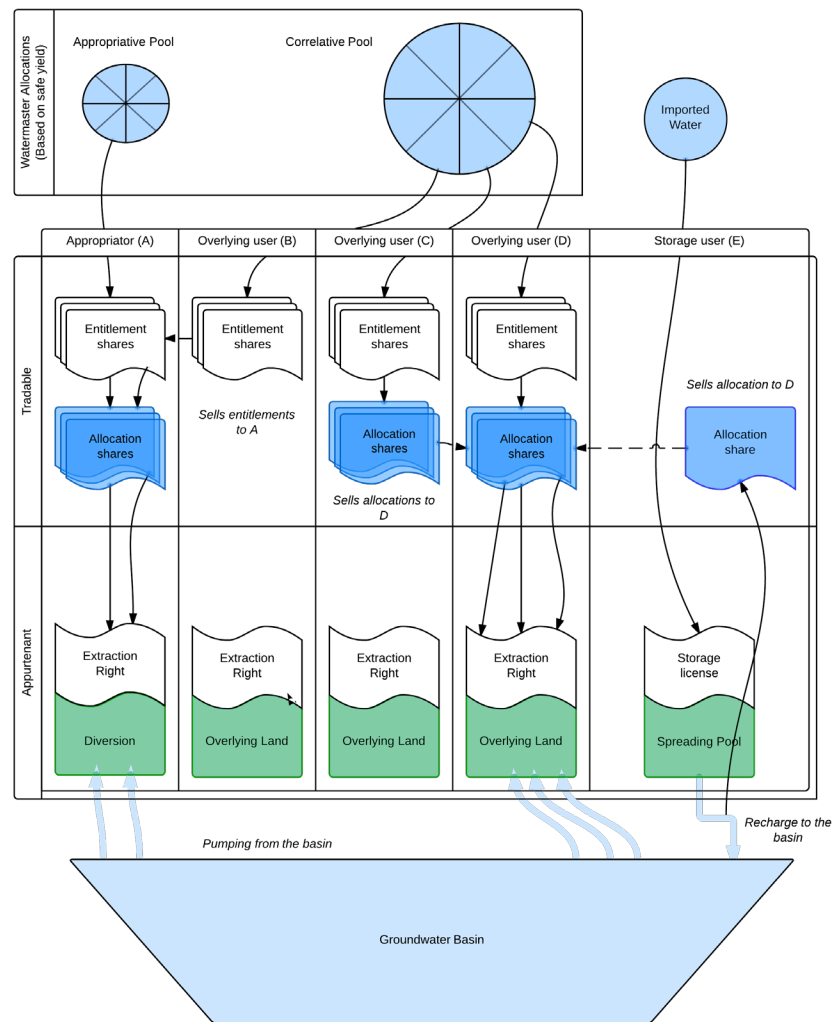 Watermaster Allocations
(Based on safe yield)
Appropriative Pool
Correlative Pool
Imported
Water
Appropriator (A)
Overlying user (B)
Overlying user (C)
Overlying user (D)
Storage user (E)
Tradable
Entitlement
shares
Entitlement
shares
Entitlement
shares
Entitlement
shares
Sells allocation to D
Sells entitlements
to A
Allocation
shares
Allocation
shares
Allocation
shares
Allocation
share
Sells allocations to
D
Appurtenant
Extraction
Right
Extraction
Right
Extraction
Right
Extraction
Right
Storage
license
Diversion
Overlying Land
Overlying Land
Overlying Land
Spreading Pool
Recharge to the
basin
Pumping from the basin
Groundwater Basin